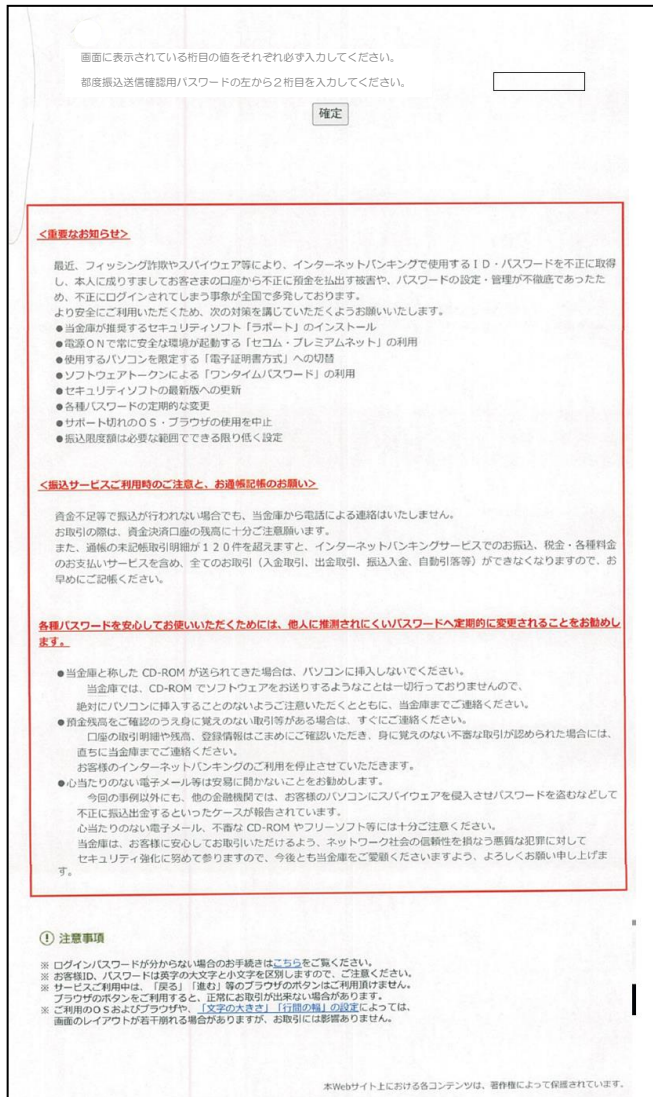 画面に表示されている桁目の値をそれぞれ必ず入力してください。
都度振込送信確認用パスワードの左から2桁目を入力してください。
確定
<重要なお知らせ>
最近、フィッシング詐欺やスパイウェア等により、インターネットバンキングで使用するＩＤ・パスワードを不正に取得
し、本人に成りすましてお客さまの口座から不正に預金を払出す被害や、パスワードの設定・管理が不徹底であったた
め、不正にログインされてしまう事象が全国で多発しております。
より安全にご利用いただくため、次の対策を講じていただくようお願いいたします。
●当金庫が推奨するセキュリティソフト「ラポート」のインストール
●電源ＯＮで常に安全な環境が起動する「セコム・プレミアムネット」の利用
●使用するパソコンを限定する「電子証明書方式」への切替
●ソフトウェアトークンによる「ワンタイムパスワード」の利用
●セキュリティソフトの最新版への更新
●各種パスワードの定期的な変更
●サポート切れのＯＳ・ブラウザの使用を中止
●振込限度額は必要な範囲でできる限り低く設定
<振込サービスご利用時のご注意と、お通帳記帳のお願い>
資金不足等で振込が行われない場合でも、当金庫から電話による連絡はいたしません。
お取引の際は、資金決済口座の残高に十分ご注意願います。
また、通帳の未記帳取引明細が１２０件を超えますと、インターネットバンキングサービスでのお振込、税金・各種料金
のお支払いサービスを含め、全てのお取引（入金取引、出金取引、振込入金、自動引落等）ができなくなりますので、お
早めにご記帳ください。
各種パスワードを安心してお使いいただくためには、他人に推測されにくいパスワードへ定期的に変更されることをお勧めし
ます。
●当金庫と称した CD-ROM が送られてきた場合は、パソコンに挿入しないでください。
当金庫では、CD-ROM でソフトウェアをお送りするようなことは一切行っておりませんので、
絶対にパソコンに挿入することのないようご注意いただくとともに、当金庫までご連絡ください。
●預金残高をご確認のうえ身に覚えのない取引等がある場合は、すぐにご連絡ください。
口座の取引明細や残高、登録情報はこまめにご確認いただき、身に覚えのない不審な取引が認められた場合には、
直ちに当金庫までご連絡ください。
お客様のインターネットバンキングのご利用を停止させていただきます。
●心当たりのない電子メール等は安易に開かないことをお勧めします。
今回の事例以外にも、他の金融機関では、お客様のパソコンにスパイウェアを侵入させパスワードを盗むなどして
不正に振込出金するといったケースが報告されています。
心当たりのない電子メール、不審な CD-ROM やフリーソフト等には十分ご注意ください。
当金庫は、お客様に安心してお取引いただけるよう、ネットワーク社会の信頼性を損なう悪質な犯罪に対して
セキュリティ強化に努めて参りますので、今後とも当金庫をご愛顧くださいますよう、よろしくお願い申し上げま
す。
注意事項
※ ログインパスワードが分からない場合のお手続きはこちらをご覧ください。
※ お客様ID、パスワードは英字の大文字と小文字を区別しますので、ご注意ください。
※ サービスご利用中は、「戻る」「進む」等のブラウザのボタンはご利用頂けません。
ブラウザのボタンをご利用すると、正常にお取引が出来ない場合があります。
※ ご利用のＯＳおよびブラウザや、「文字の大きさ」「行間の幅」の設定によっては、
画面のレイアウトが若干崩れる場合がありますが、お取引には影響ありません。
本Webサイト上における各コンテンツは、著作権によって保護されています。